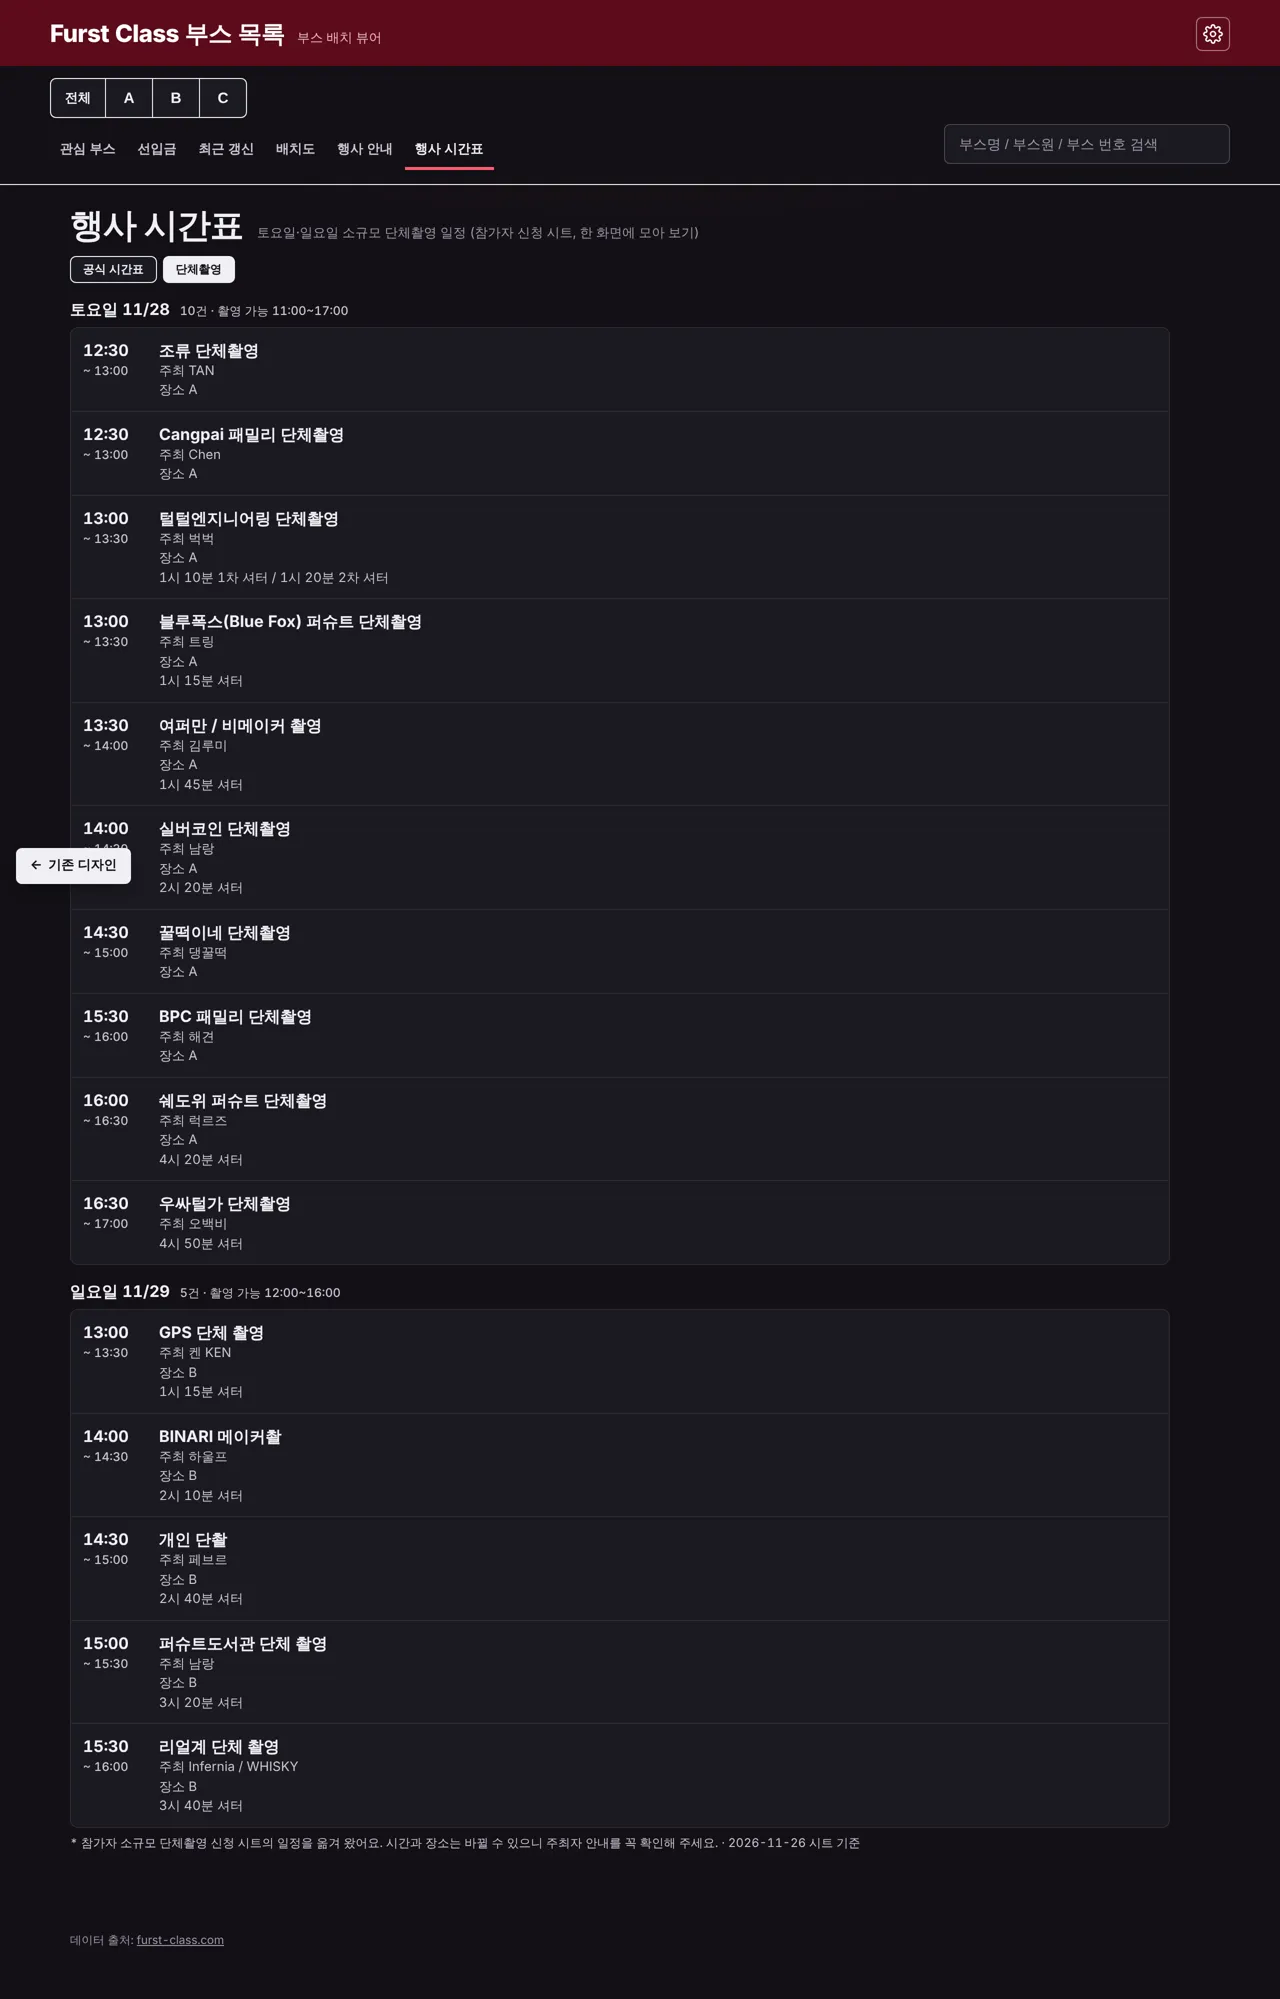 Furst Class 부스 목록 부스 배치 뷰어
전체 A B C
관심 부스 선입금 최근 갱신 배치도 행사 안내 행사 시간표
부스명 / 부스원 / 부스 번호 검색
행사 시간표 토요일·일요일 소규모 단체촬영 일정 (참가자 신청 시트, 한 화면에 모아 보기)
공식 시간표 단체촬영
토요일 11/28 10건 · 촬영 가능 11:00~17:00
12:30 조류 단체촬영
~ 13:00 주최 TAN
장소 A
12:30 Cangpai 패밀리 단체촬영
~ 13:00 주최 Chen
장소 A
13:00 털털엔지니어링 단체촬영
~ 13:30 주최 벅벅
장소 A
1시 10분 1차 셔터 / 1시 20분 2차 셔터
13:00 블루폭스(Blue Fox) 퍼슈트 단체촬영
~ 13:30 주최 트링
장소 A
1시 15분 셔터
13:30 여퍼만 / 비메이커 촬영
~ 14:00 주최 김루미
장소 A
1시 45분 셔터
14:00 실버코인 단체촬영
주최 남랑
← 기존 디자인
장소 A
2시 20분 셔터
14:30 꿀떡이네 단체촬영
~ 15:00 주최 댕꿀떡
장소 A
15:30 BPC 패밀리 단체촬영
~ 16:00 주최 해견
장소 A
16:00 쉐도위 퍼슈트 단체촬영
~ 16:30 주최 럭르즈
장소 A
4시 20분 셔터
16:30 우싸털가 단체촬영
~ 17:00 주최 오백비
4시 50분 셔터
일요일 11/29 5건 · 촬영 가능 12:00~16:00
13:00 GPS 단체 촬영
~ 13:30 주최 켄 KEN
장소 B
1시 15분 셔터
14:00 BINARI 메이커촬
~ 14:30 주최 하울프
장소 B
2시 10분 셔터
14:30 개인 단촬
~ 15:00 주최 페브르
장소 B
2시 40분 셔터
15:00 퍼슈트도서관 단체 촬영
~ 15:30 주최 남랑
장소 B
3시 20분 셔터
15:30 리얼계 단체 촬영
~ 16:00 주최 Infernia / WHISKY
장소 B
3시 40분 셔터
* 참가자 소규모 단체촬영 신청 시트의 일정을 옮겨 왔어요. 시간과 장소는 바뀔 수 있으니 주최자 안내를 꼭 확인해 주세요. · 2026-11-26 시트 기준
데이터 출처: furst-class.com